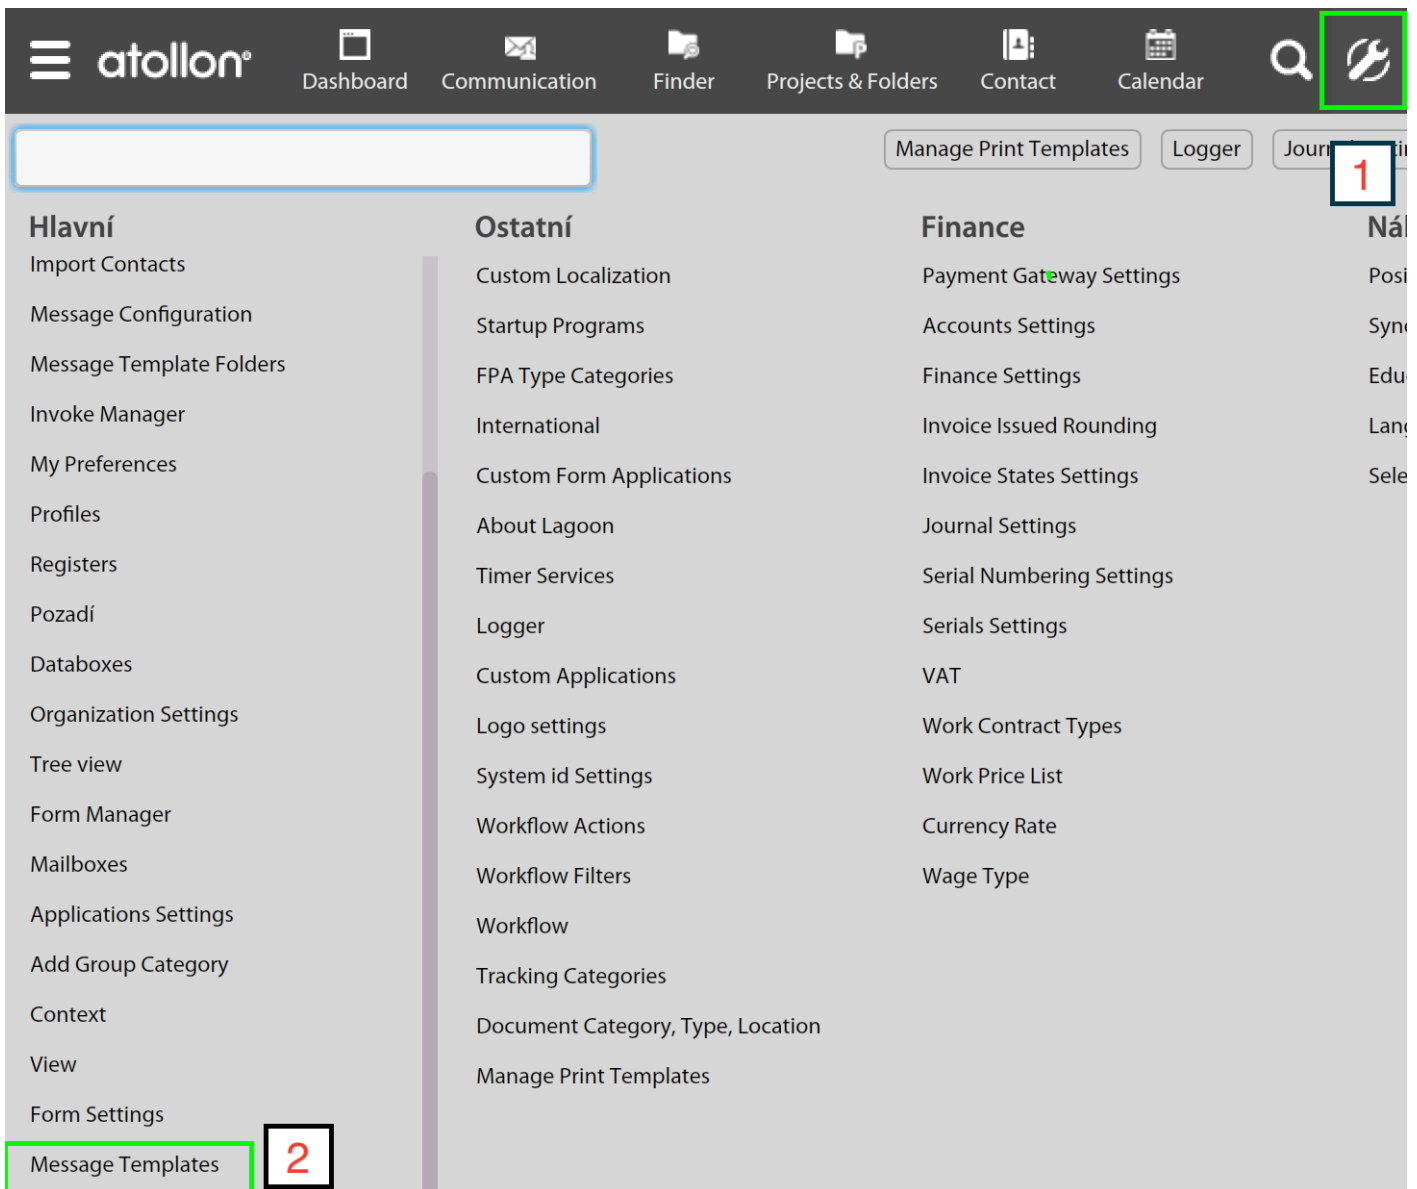 atollon®
Dashboard
Communication
Finder
Projects & Folders
Contact
Calendar
Manage Print Templates
Logger
1
Hlavní
Import Contacts
Message Configuration
Message Template Folders
Invoke Manager
My Preferences
Profiles
Registers
Pozadí
Databoxes
Organization Settings
Tree view
Form Manager
Mailboxes
Applications Settings
Add Group Category
Context
View
Form Settings
Message Templates
2
Ostatní
Custom Localization
Startup Programs
FPA Type Categories
International
Custom Form Applications
About Lagoon
Timer Services
Logger
Custom Applications
Logo settings
System id Settings
Workflow Actions
Workflow Filters
Workflow
Tracking Categories
Document Category, Type, Location
Manage Print Templates
Finance
Payment Gateway Settings
Accounts Settings
Finance Settings
Invoice Issued Rounding
Invoice States Settings
Journal Settings
Serial Numbering Settings
Serials Settings
VAT
Work Contract Types
Work Price List
Currency Rate
Wage Type